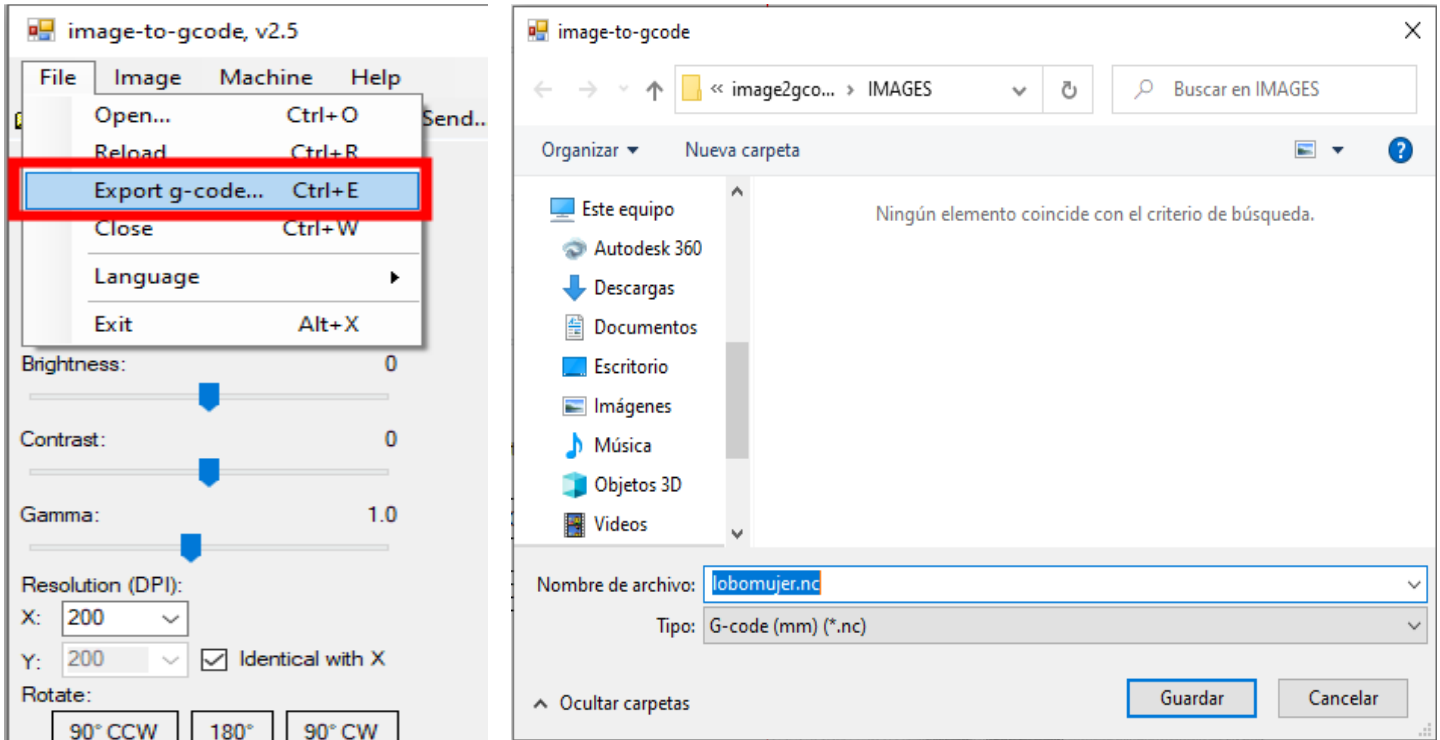 image-to-gcode, v2.5
File Image Machine Help
Open... Ctrl+O
Send..
Reload Ctrl+R
Export g-code... Ctrl+E
Close Ctrl+W
Language
Exit Alt+X
Brightness: 0
Contrast: 0
Gamma: 1.0
Resolution (DPI):
X: 200
Y: 200 Identical with X
Rotate:
90° CCW 180° 90° CW
image-to-gcode
« image2gco... › IMAGES
Buscar en IMAGES
Organizar Nueva carpeta
Este equipo
Autodesk 360
Descargas
Documentos
Escritorio
Imágenes
Música
Objetos 3D
Videos
Ningún elemento coincide con el criterio de búsqueda.
Nombre de archivo: lobomujer.nc
Tipo: G-code (mm) (*.nc)
Ocultar carpetas
Guardar Cancelar